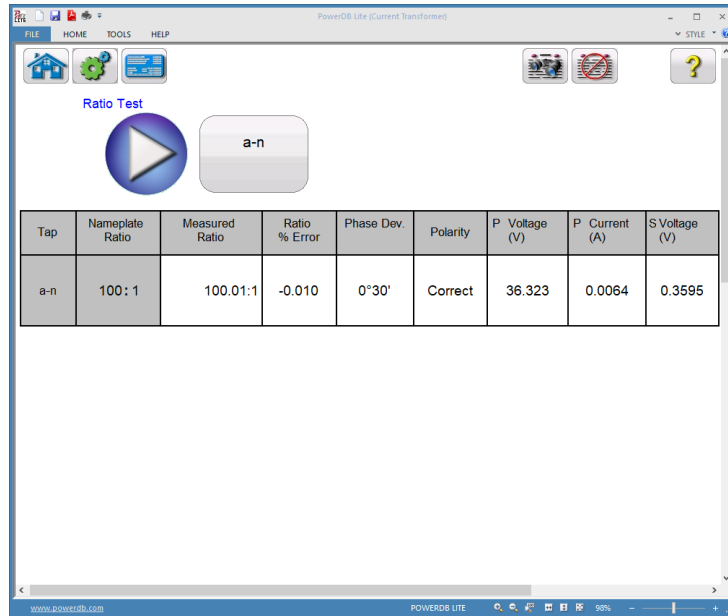 PowerDB Lite (Current Transformer)
FILE HOME TOOLS HELP STYLE
Ratio Test
a-n
Tap Nameplate Ratio Measured Ratio Ratio % Error Phase Dev. Polarity P Voltage (V) P Current (A) S Voltage (V)
a-n 100:1 100.01:1 -0.010 0°30' Correct 36.323 0.0064 0.3595
www.powerdb.com POWERDB LITE 98%